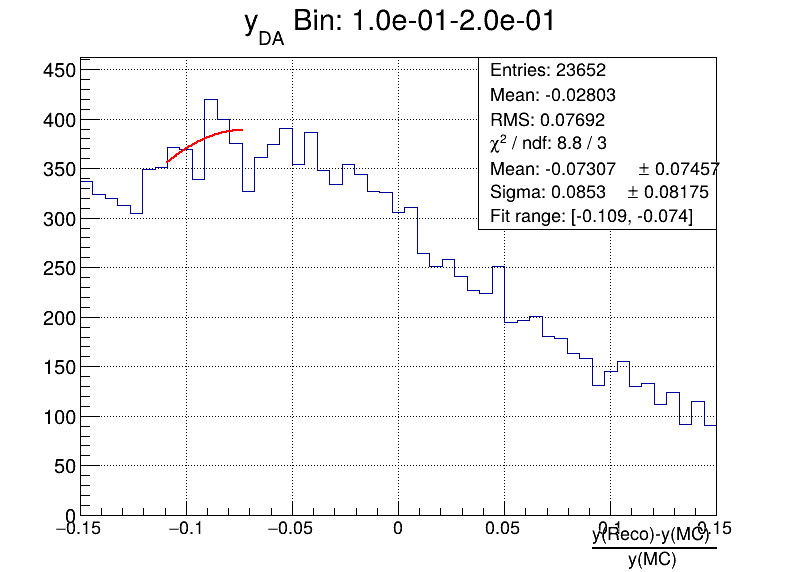 y_DA Bin: 1.0e-01-2.0e-01
Entries: 23652
Mean: -0.02803
RMS: 0.07692
χ² / ndf: 8.8 / 3
Mean: -0.07307 ± 0.07457
Sigma: 0.0853 ± 0.08175
Fit range: [-0.109, -0.074]
450
400
350
300
250
200
150
100
50
0
−0.15 −0.1 −0.05 0 0.05 0.1 0.15
y(Reco)-y(MC)
y(MC)